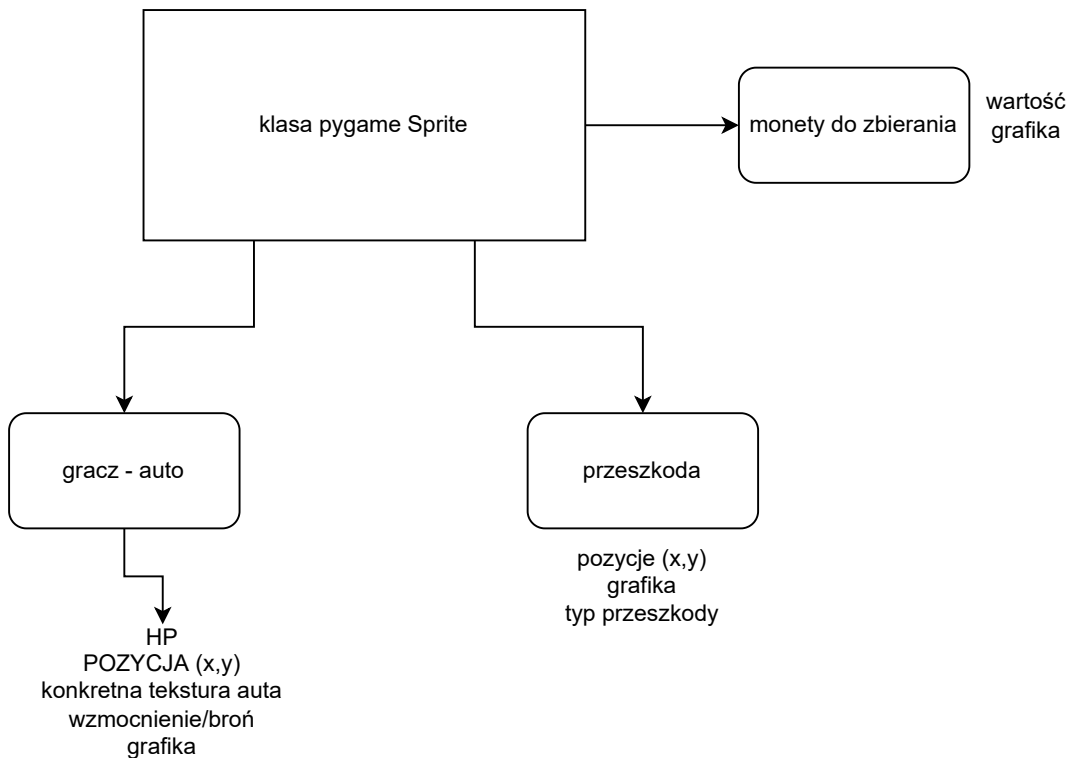 klasa pygame Sprite
monety do zbierania
wartość
grafika
gracz - auto
przeszkoda
pozycje (x,y)
grafika
typ przeszkody
HP
POZYCJA (x,y)
konkretna tekstura auta
wzmocnienie/broń
grafika